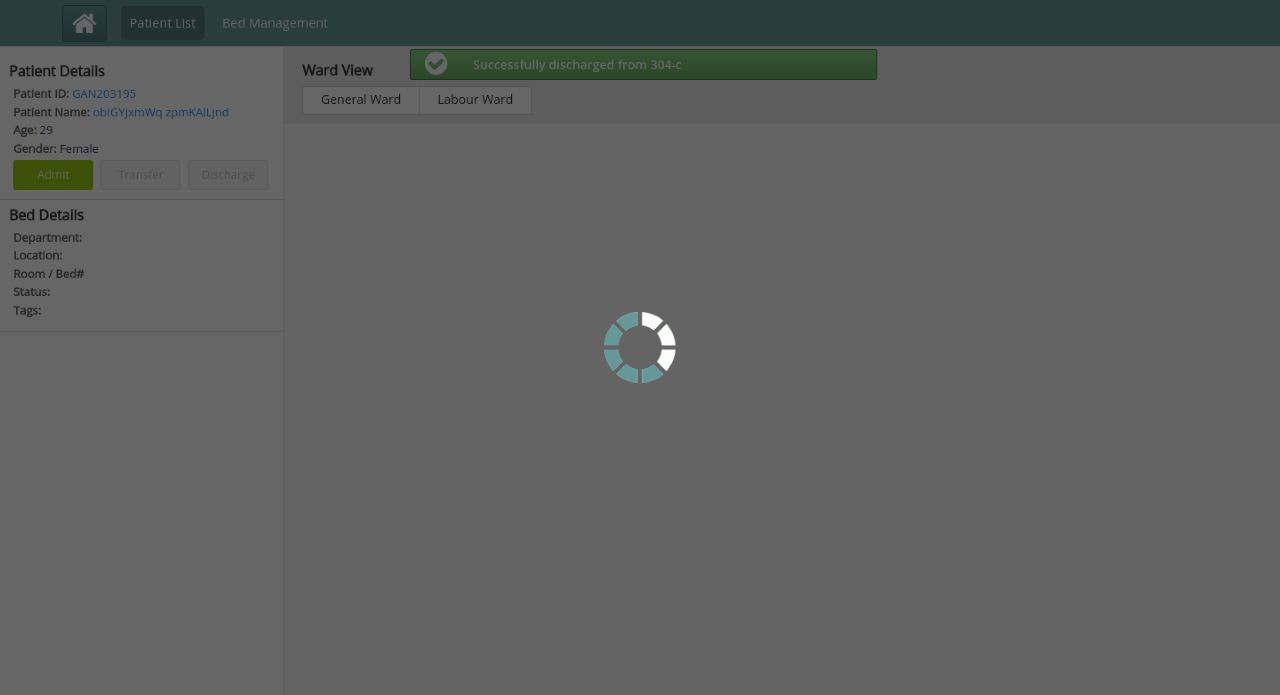 Patient List Bed Management
Patient Details
Patient ID: GAN203195
Patient Name: obIGYjxmWq zpmKAlLjnd
Age: 29
Gender: Female
Admit Transfer Discharge
Bed Details
Department:
Location:
Room / Bed#
Status:
Tags:
Ward View
Successfully discharged from 304-c
General Ward Labour Ward